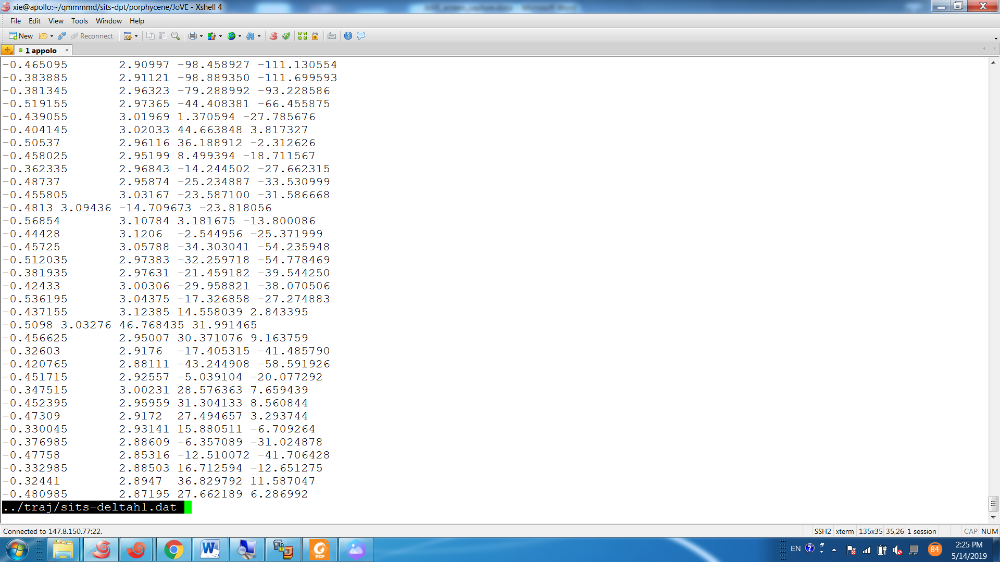 xie@apollo:~/qmmmmd/sits-dpt/porphycene/JoVE - Xshell 4
File Edit View Tools Window Help
New Reconnect
1 appolo
-0.465095 2.90997 -98.458927 -111.130554
-0.383885 2.91121 -98.889350 -111.699593
-0.381345 2.96323 -79.288992 -93.228586
-0.519155 2.97365 -44.408381 -66.455875
-0.439055 3.01969 1.370594 -27.785676
-0.404145 3.02033 44.663848 3.817327
-0.50537 2.96116 36.188912 -2.312626
-0.458025 2.95199 8.499394 -18.711567
-0.362335 2.96843 -14.244502 -27.662315
-0.48737 2.95874 -25.234887 -33.530999
-0.455805 3.03167 -23.587100 -31.586668
-0.4813 3.09436 -14.709673 -23.818056
-0.56854 3.10784 3.181675 -13.800086
-0.44428 3.1206 -2.544956 -25.371999
-0.45725 3.05788 -34.303041 -54.235948
-0.512035 2.97383 -32.259718 -54.778469
-0.381935 2.97631 -21.459182 -39.544250
-0.42433 3.00306 -29.958821 -38.070506
-0.536195 3.04375 -17.326858 -27.274883
-0.437155 3.12385 14.558039 2.843395
-0.5098 3.03276 46.768435 31.991465
-0.456625 2.95007 30.371076 9.163759
-0.32603 2.9176 -17.405315 -41.485790
-0.420765 2.88111 -43.244908 -58.591926
-0.451715 2.92557 -5.039104 -20.077292
-0.347515 3.00231 28.576363 7.659439
-0.452395 2.95959 31.304133 8.560844
-0.47309 2.9172 27.494657 3.293744
-0.330045 2.93141 15.880511 -6.709264
-0.376985 2.88609 -6.357089 -31.024878
-0.47758 2.85316 -12.510072 -41.706428
-0.332985 2.88503 16.712594 -12.651275
-0.32441 2.8947 36.829792 11.587047
-0.480985 2.87195 27.662189 6.286992
../traj/sits-deltah1.dat
Connected to 147.8.150.77:22. SSH2 xterm 135x35 35,26 1 session CAP NUM
EN 84 2:25 PM
PDF 5/14/2019